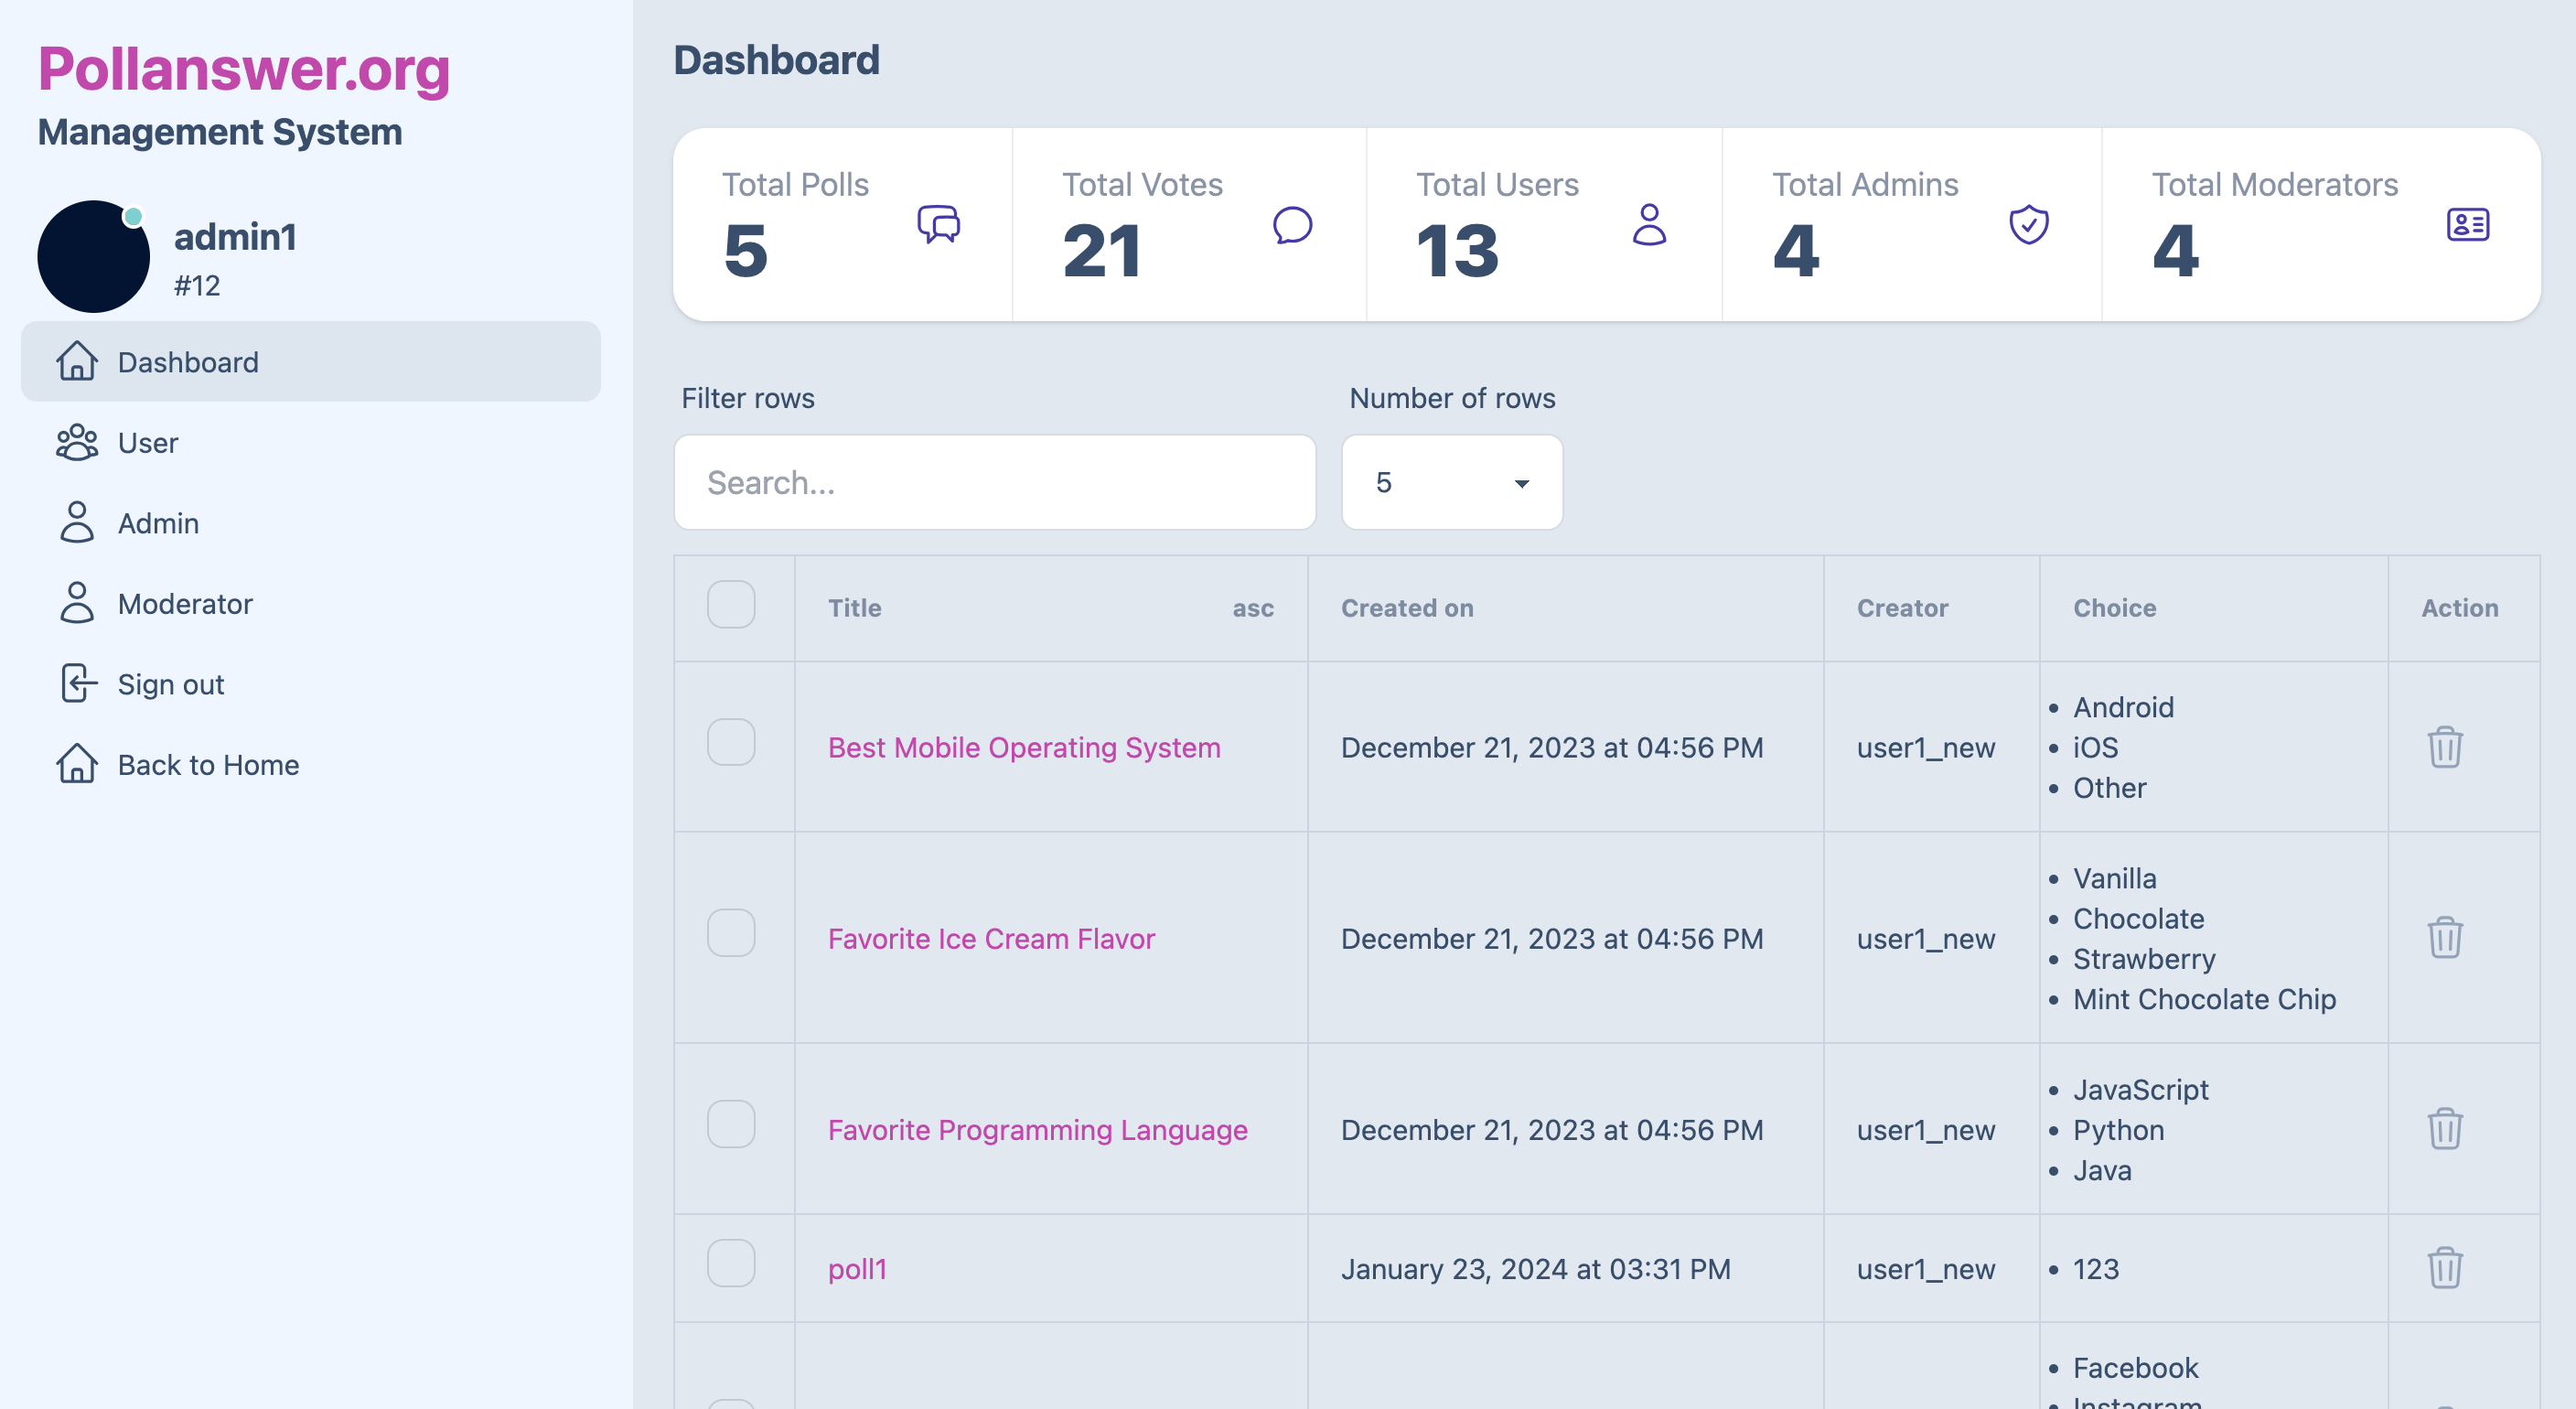 Pollanswer.org
Management System
admin1
#12
Dashboard
User
Admin
Moderator
Sign out
Back to Home
Dashboard
Total Polls
5
Total Votes
21
Total Users
13
Total Admins
4
Total Moderators
4
Filter rows
Number of rows
Search...
5
Title asc Created on Creator Choice Action
Best Mobile Operating System December 21, 2023 at 04:56 PM user1_new
Android
iOS
Other
Favorite Ice Cream Flavor December 21, 2023 at 04:56 PM user1_new
Vanilla
Chocolate
Strawberry
Mint Chocolate Chip
Favorite Programming Language December 21, 2023 at 04:56 PM user1_new
JavaScript
Python
Java
poll1 January 23, 2024 at 03:31 PM user1_new
123
Facebook
Instagram